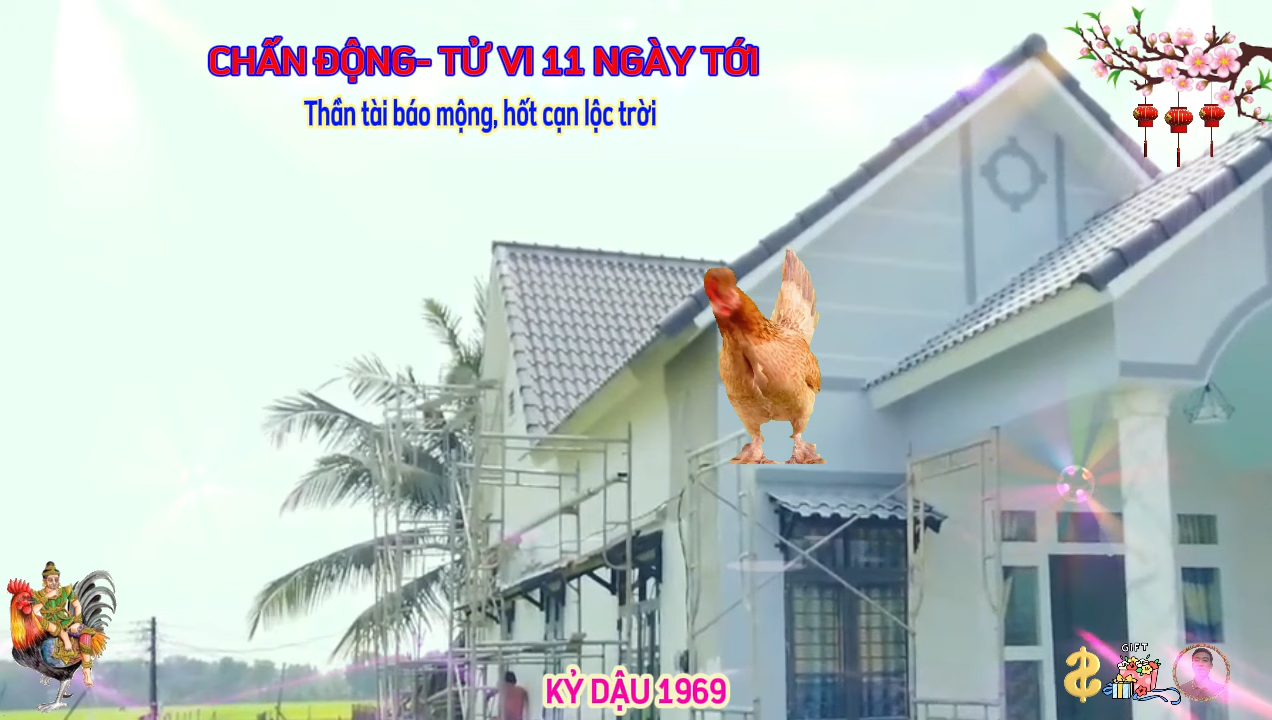 CHẤN ĐỘNG- TỬ VI 11 NGÀY TỚI
Thần tài báo mộng, hốt cạn lộc trời
GIFT
KỶ DẬU 1969